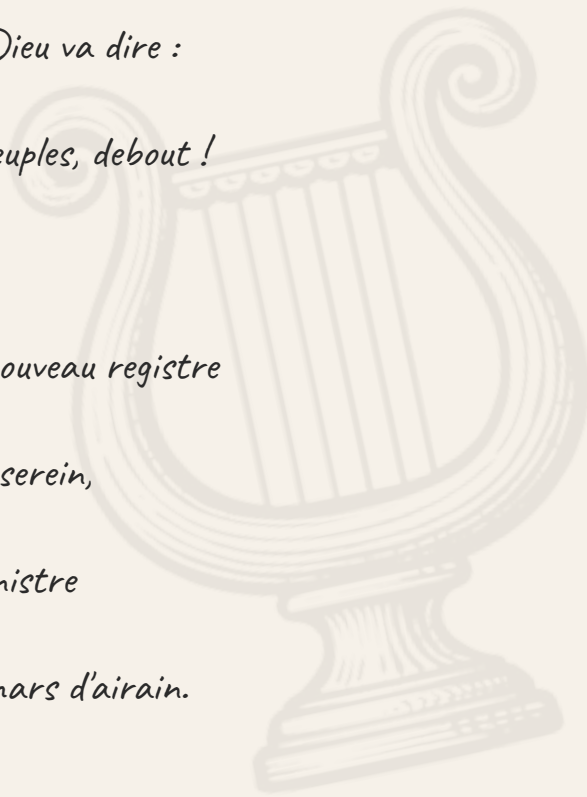 Dieu va dire :
euples, debout !
ouveau registre
serein,
nistre
nars d'airain.